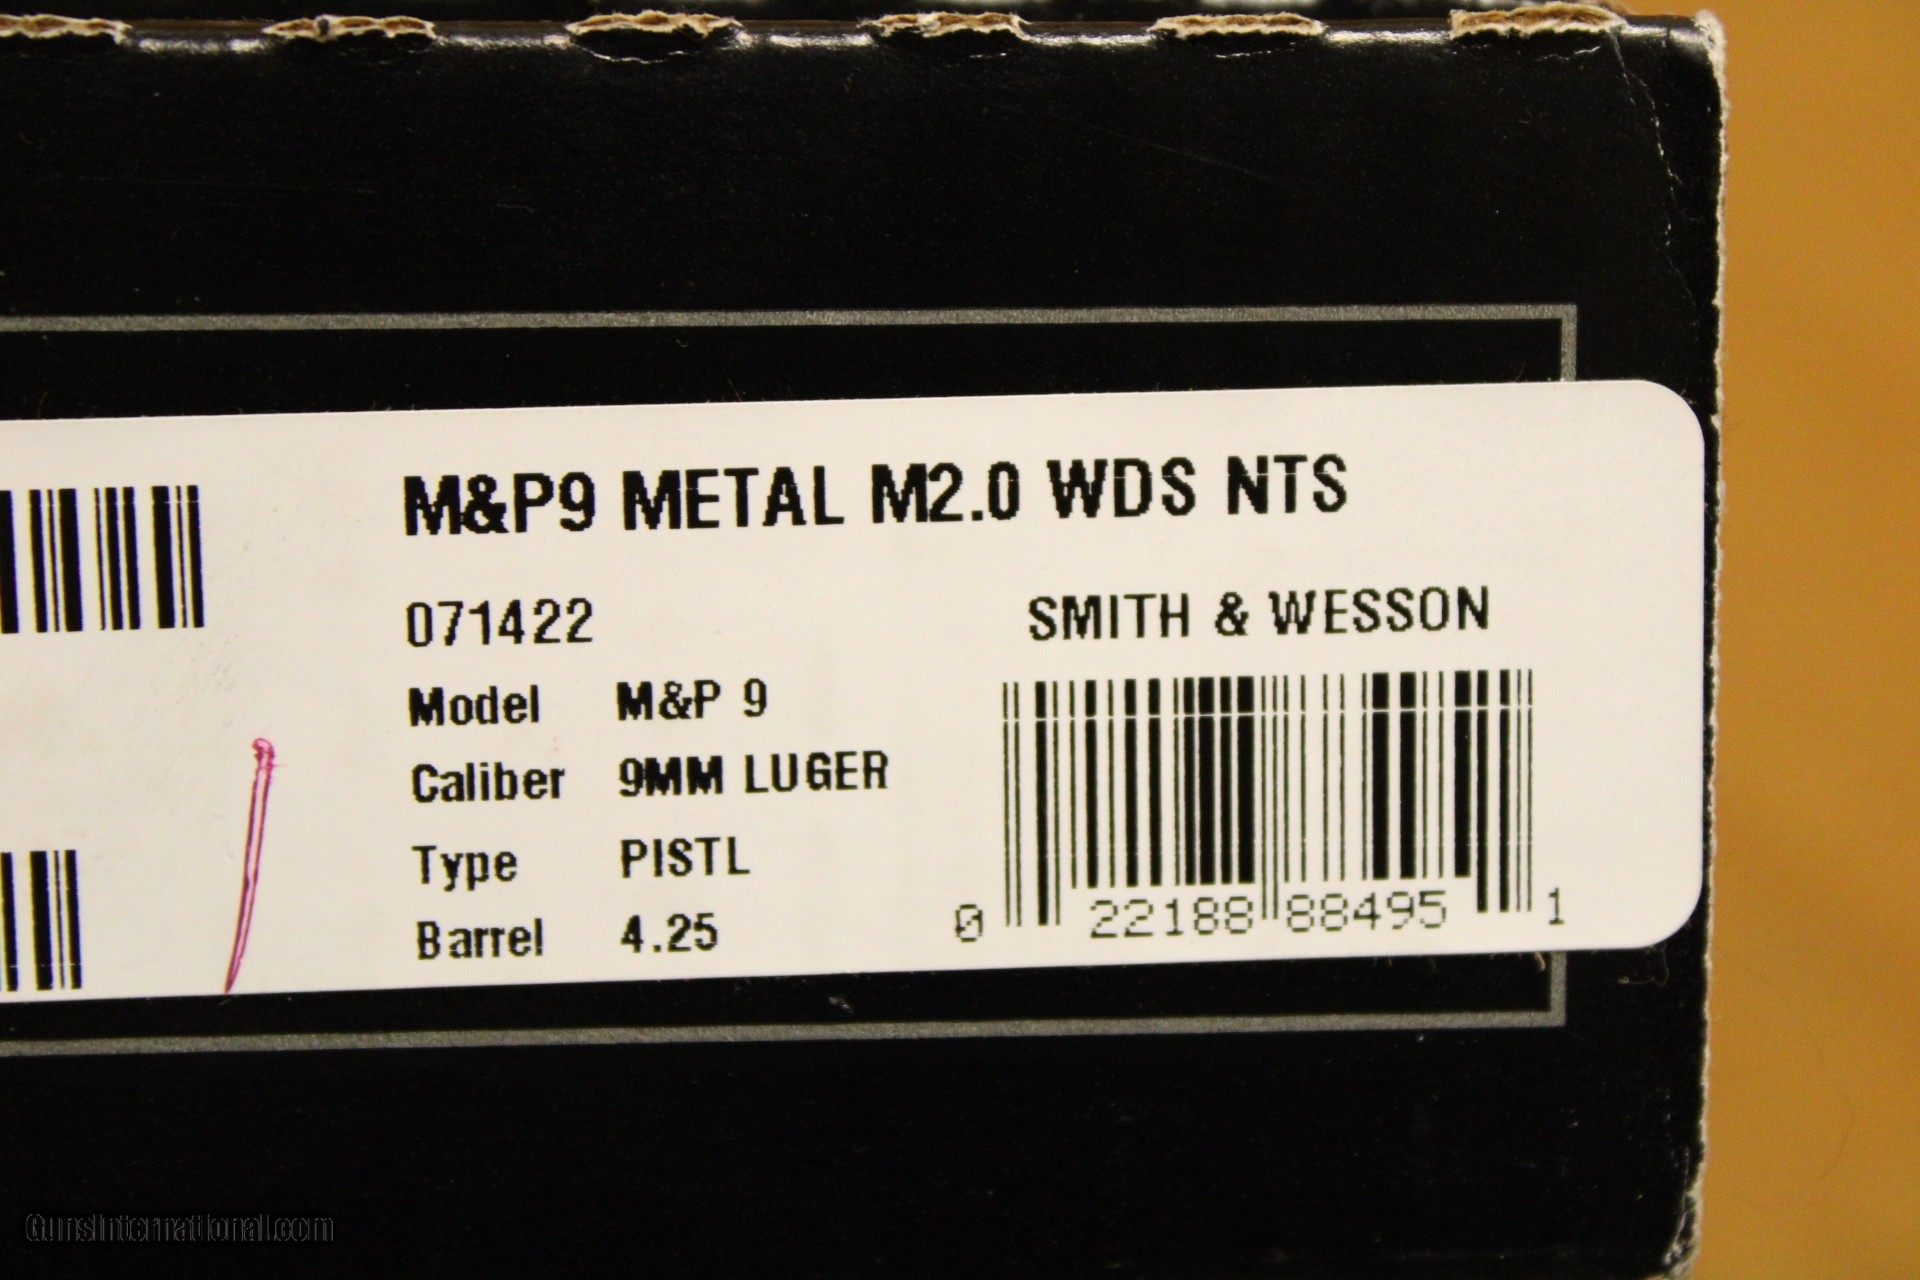 M&P9 METAL M2.0 WDS NTS
071422
SMITH & WESSON
Model M&P 9
Caliber 9MM LUGER
Type PISTL
Barrel 4.25
0 22188 88495 1
GunsInternational.com